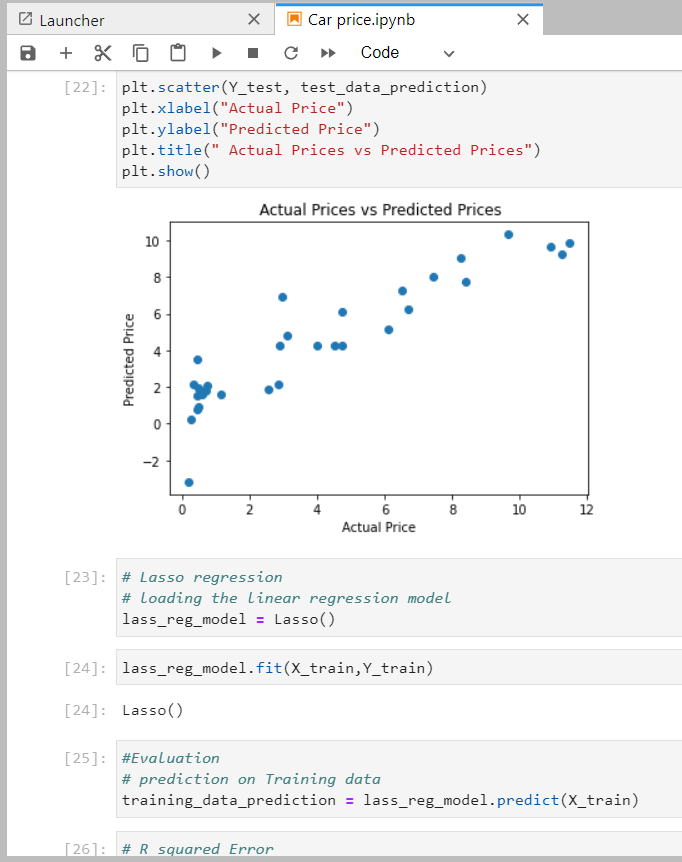 Launcher
Car price.ipynb
Code
[22]: plt.scatter(Y_test, test_data_prediction)
plt.xlabel("Actual Price")
plt.ylabel("Predicted Price")
plt.title(" Actual Prices vs Predicted Prices")
plt.show()
Actual Prices vs Predicted Prices
10
8
6
4
2
0
−2
Predicted Price
0 2 4 6 8 10 12
Actual Price
[23]: # Lasso regression
# loading the linear regression model
lass_reg_model = Lasso()
[24]: lass_reg_model.fit(X_train,Y_train)
[24]: Lasso()
[25]: #Evaluation
# prediction on Training data
training_data_prediction = lass_reg_model.predict(X_train)
[26]: # R squared Error